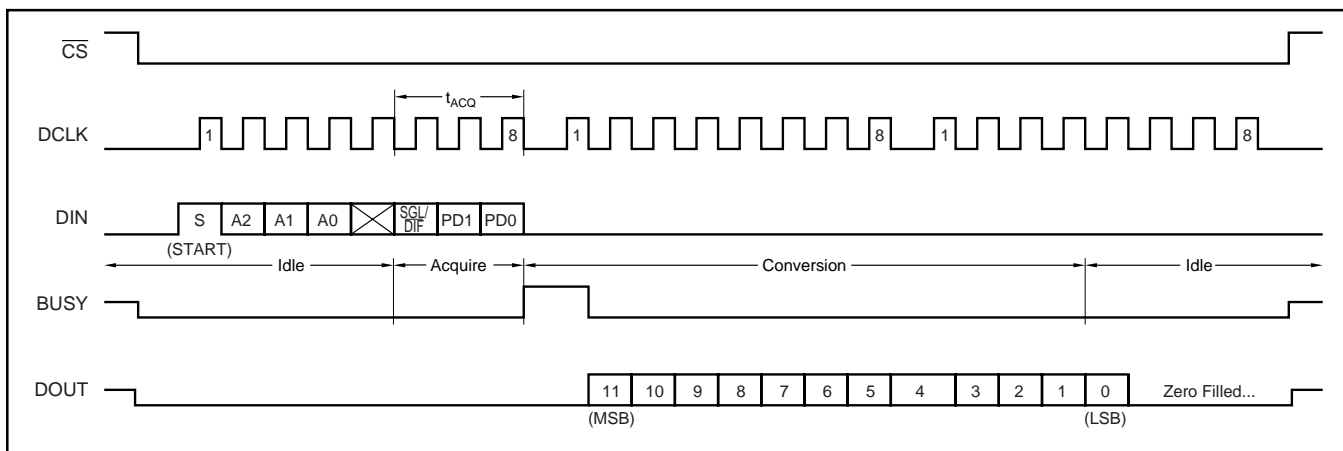 CS
tACQ
DCLK 1 8 1 8 1 8
DIN S A2 A1 A0 SGL/DIF PD1 PD0
(START)
Idle Acquire Conversion Idle
BUSY
DOUT 11 10 9 8 7 6 5 4 3 2 1 0 Zero Filled...
(MSB) (LSB)